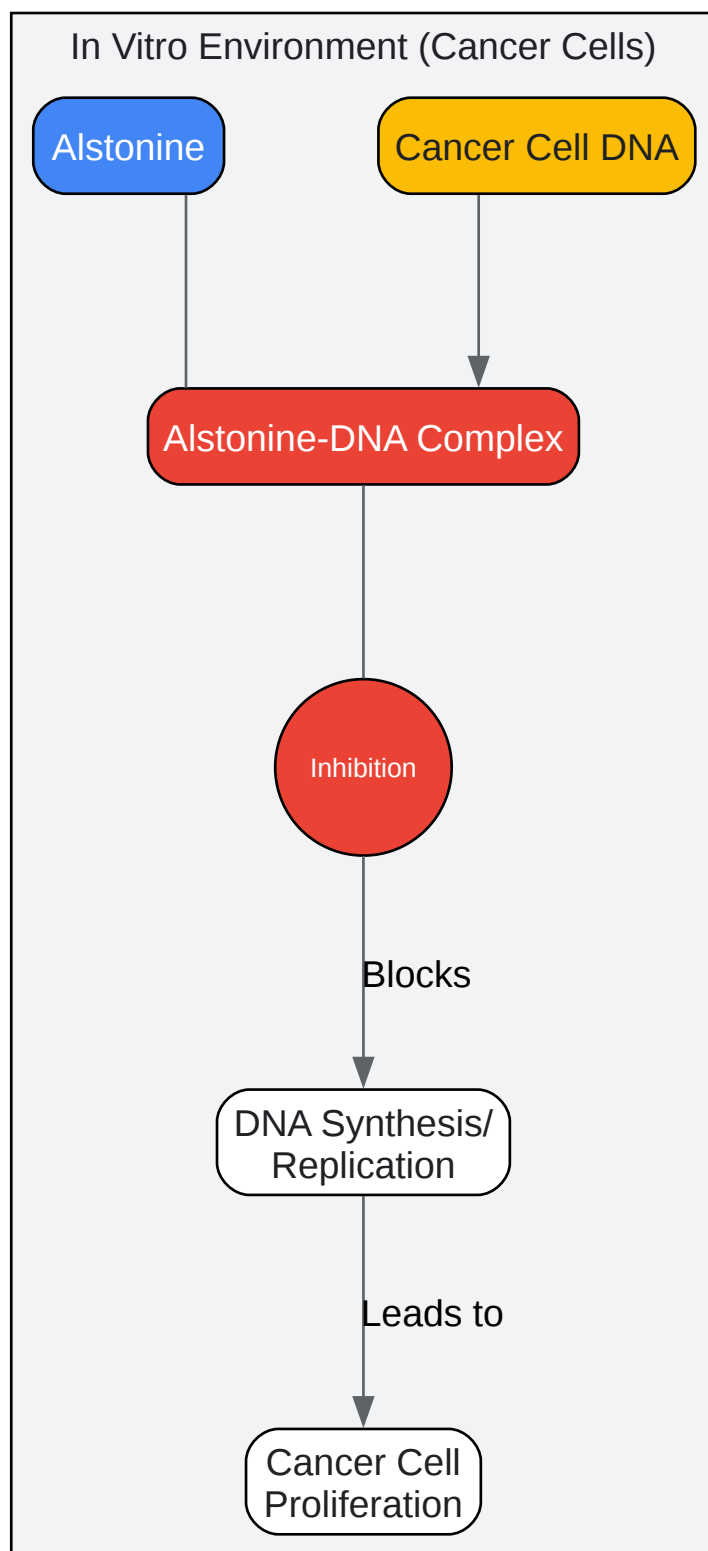 In Vitro Environment (Cancer Cells)
Alstonine
Cancer Cell DNA
Alstonine-DNA Complex
Inhibition
Blocks
DNA Synthesis/
Replication
Leads to
Cancer Cell
Proliferation